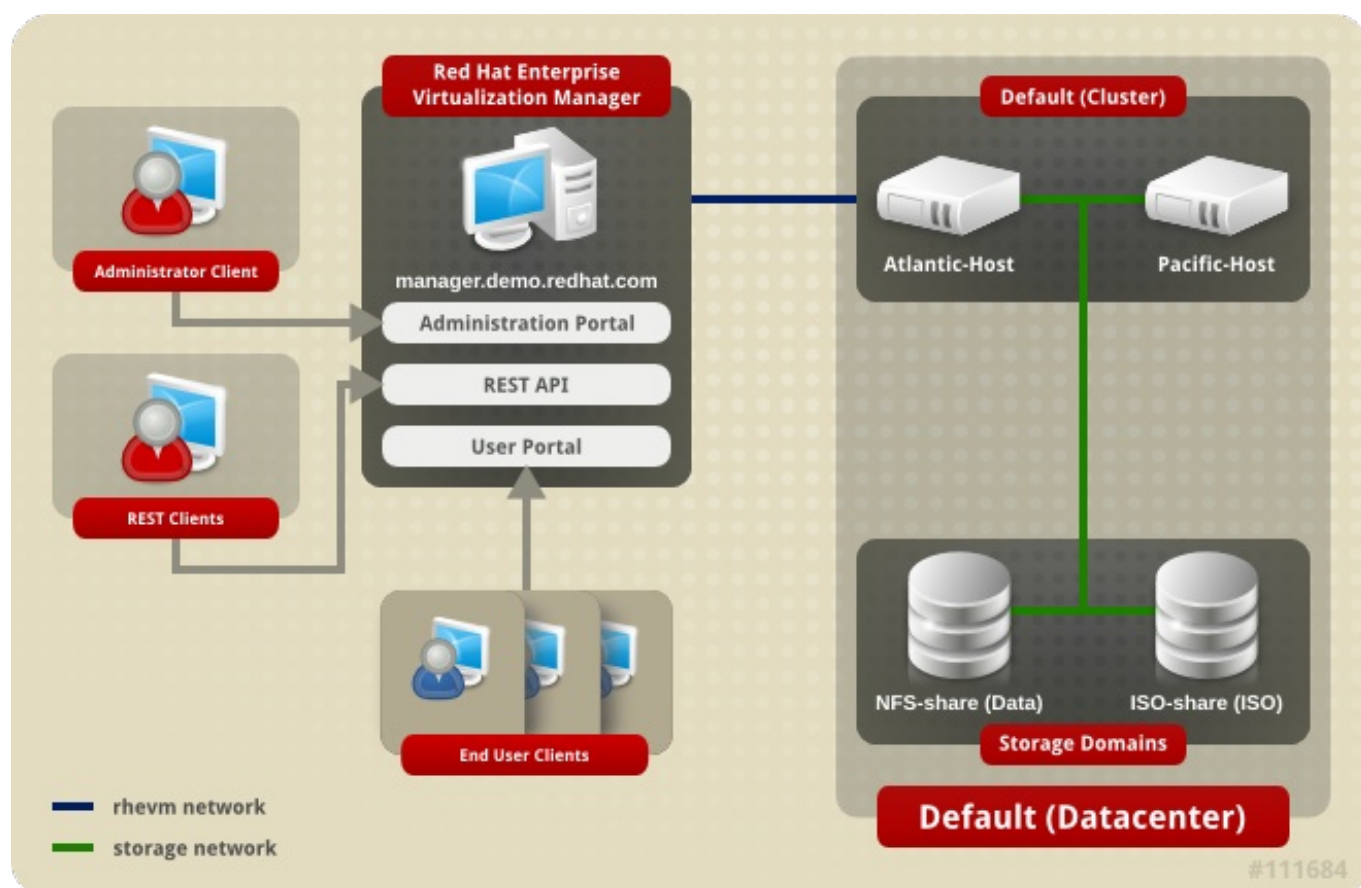 Red Hat Enterprise
Virtualization Manager
Default (Cluster)
Administrator Client
manager.demo.redhat.com
Atlantic-Host
Pacific-Host
Administration Portal
REST API
User Portal
REST Clients
End User Clients
NFS-share (Data)
ISO-share (ISO)
Storage Domains
Default (Datacenter)
rhevm network
storage network
#111684